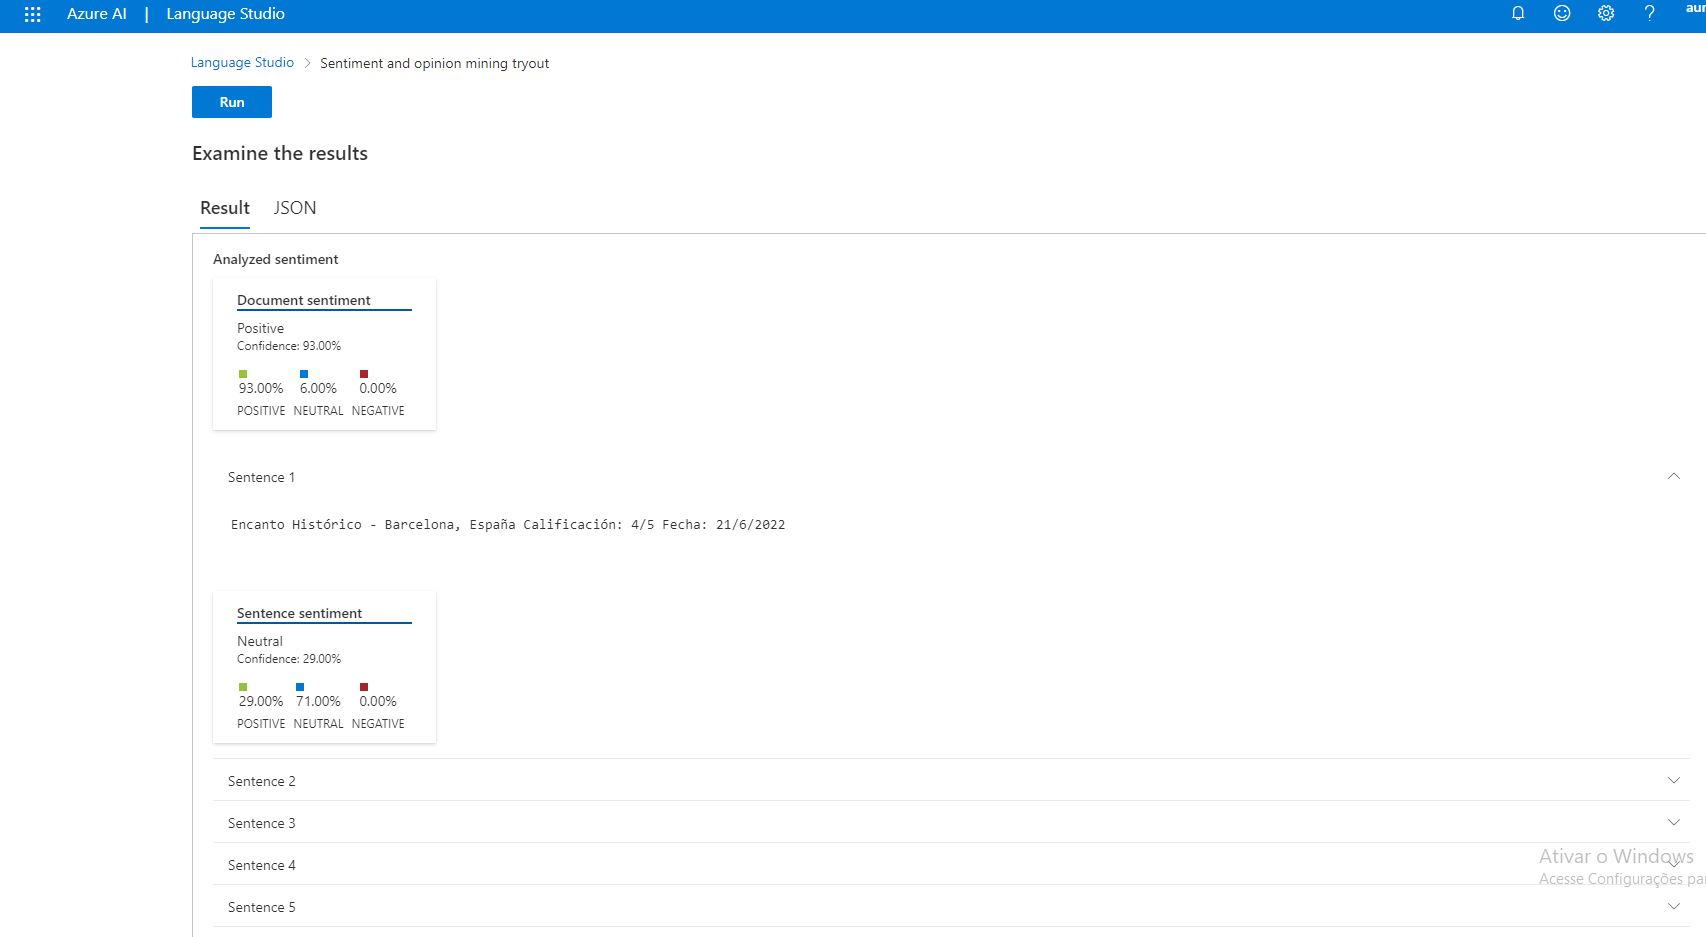 Azure AI | Language Studio
Language Studio > Sentiment and opinion mining tryout
Run
Examine the results
Result JSON
Analyzed sentiment
Document sentiment
Positive
Confidence: 93.00%
93.00% 6.00% 0.00%
POSITIVE NEUTRAL NEGATIVE
Sentence 1
Encanto Histórico - Barcelona, España Calificación: 4/5 Fecha: 21/6/2022
Sentence sentiment
Neutral
Confidence: 29.00%
29.00% 71.00% 0.00%
POSITIVE NEUTRAL NEGATIVE
Sentence 2
Sentence 3
Sentence 4
Sentence 5
Ativar o Windows
Acesse Configurações